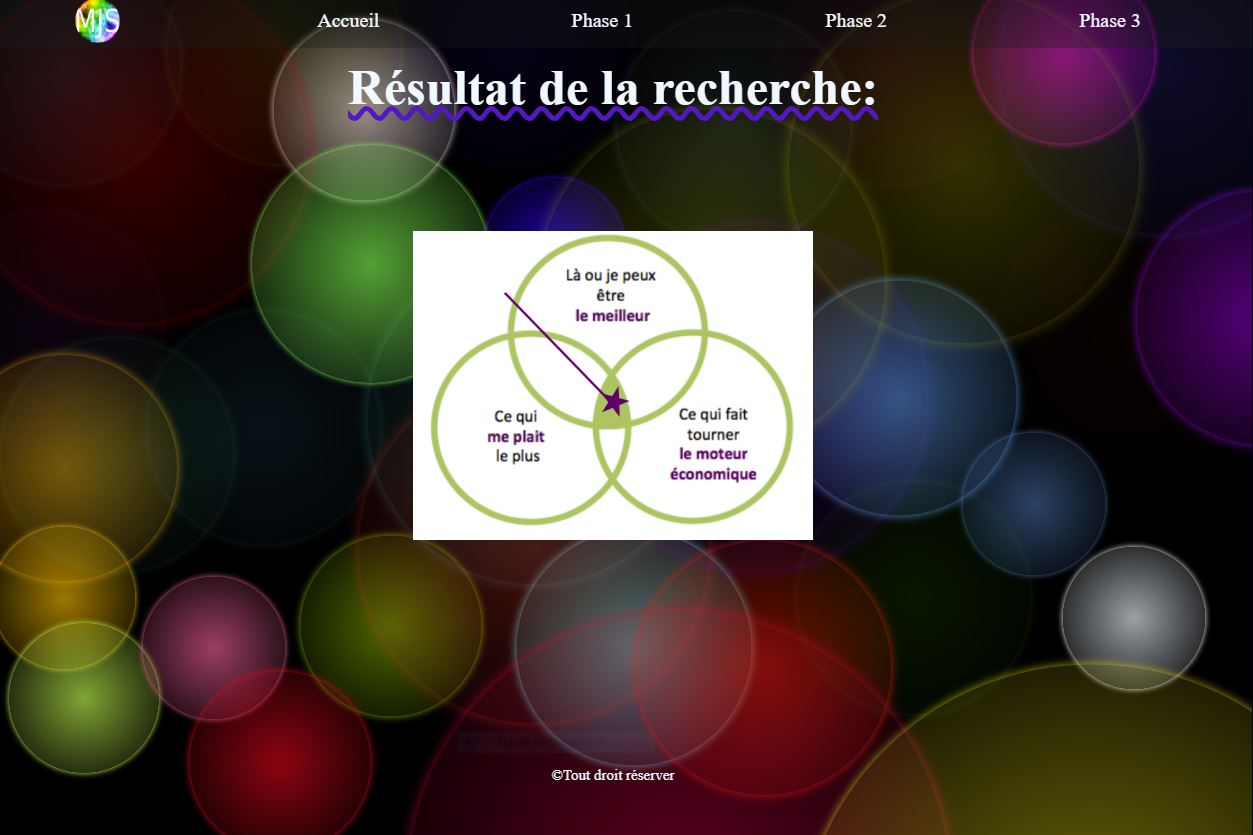 MJS
Accueil
Phase 1
Phase 2
Phase 3
Résultat de la recherche:
Là ou je peux
être
le meilleur
Ce qui
me plait
le plus
Ce qui fait
tourner
le moteur
économique
©Tout droit réserver